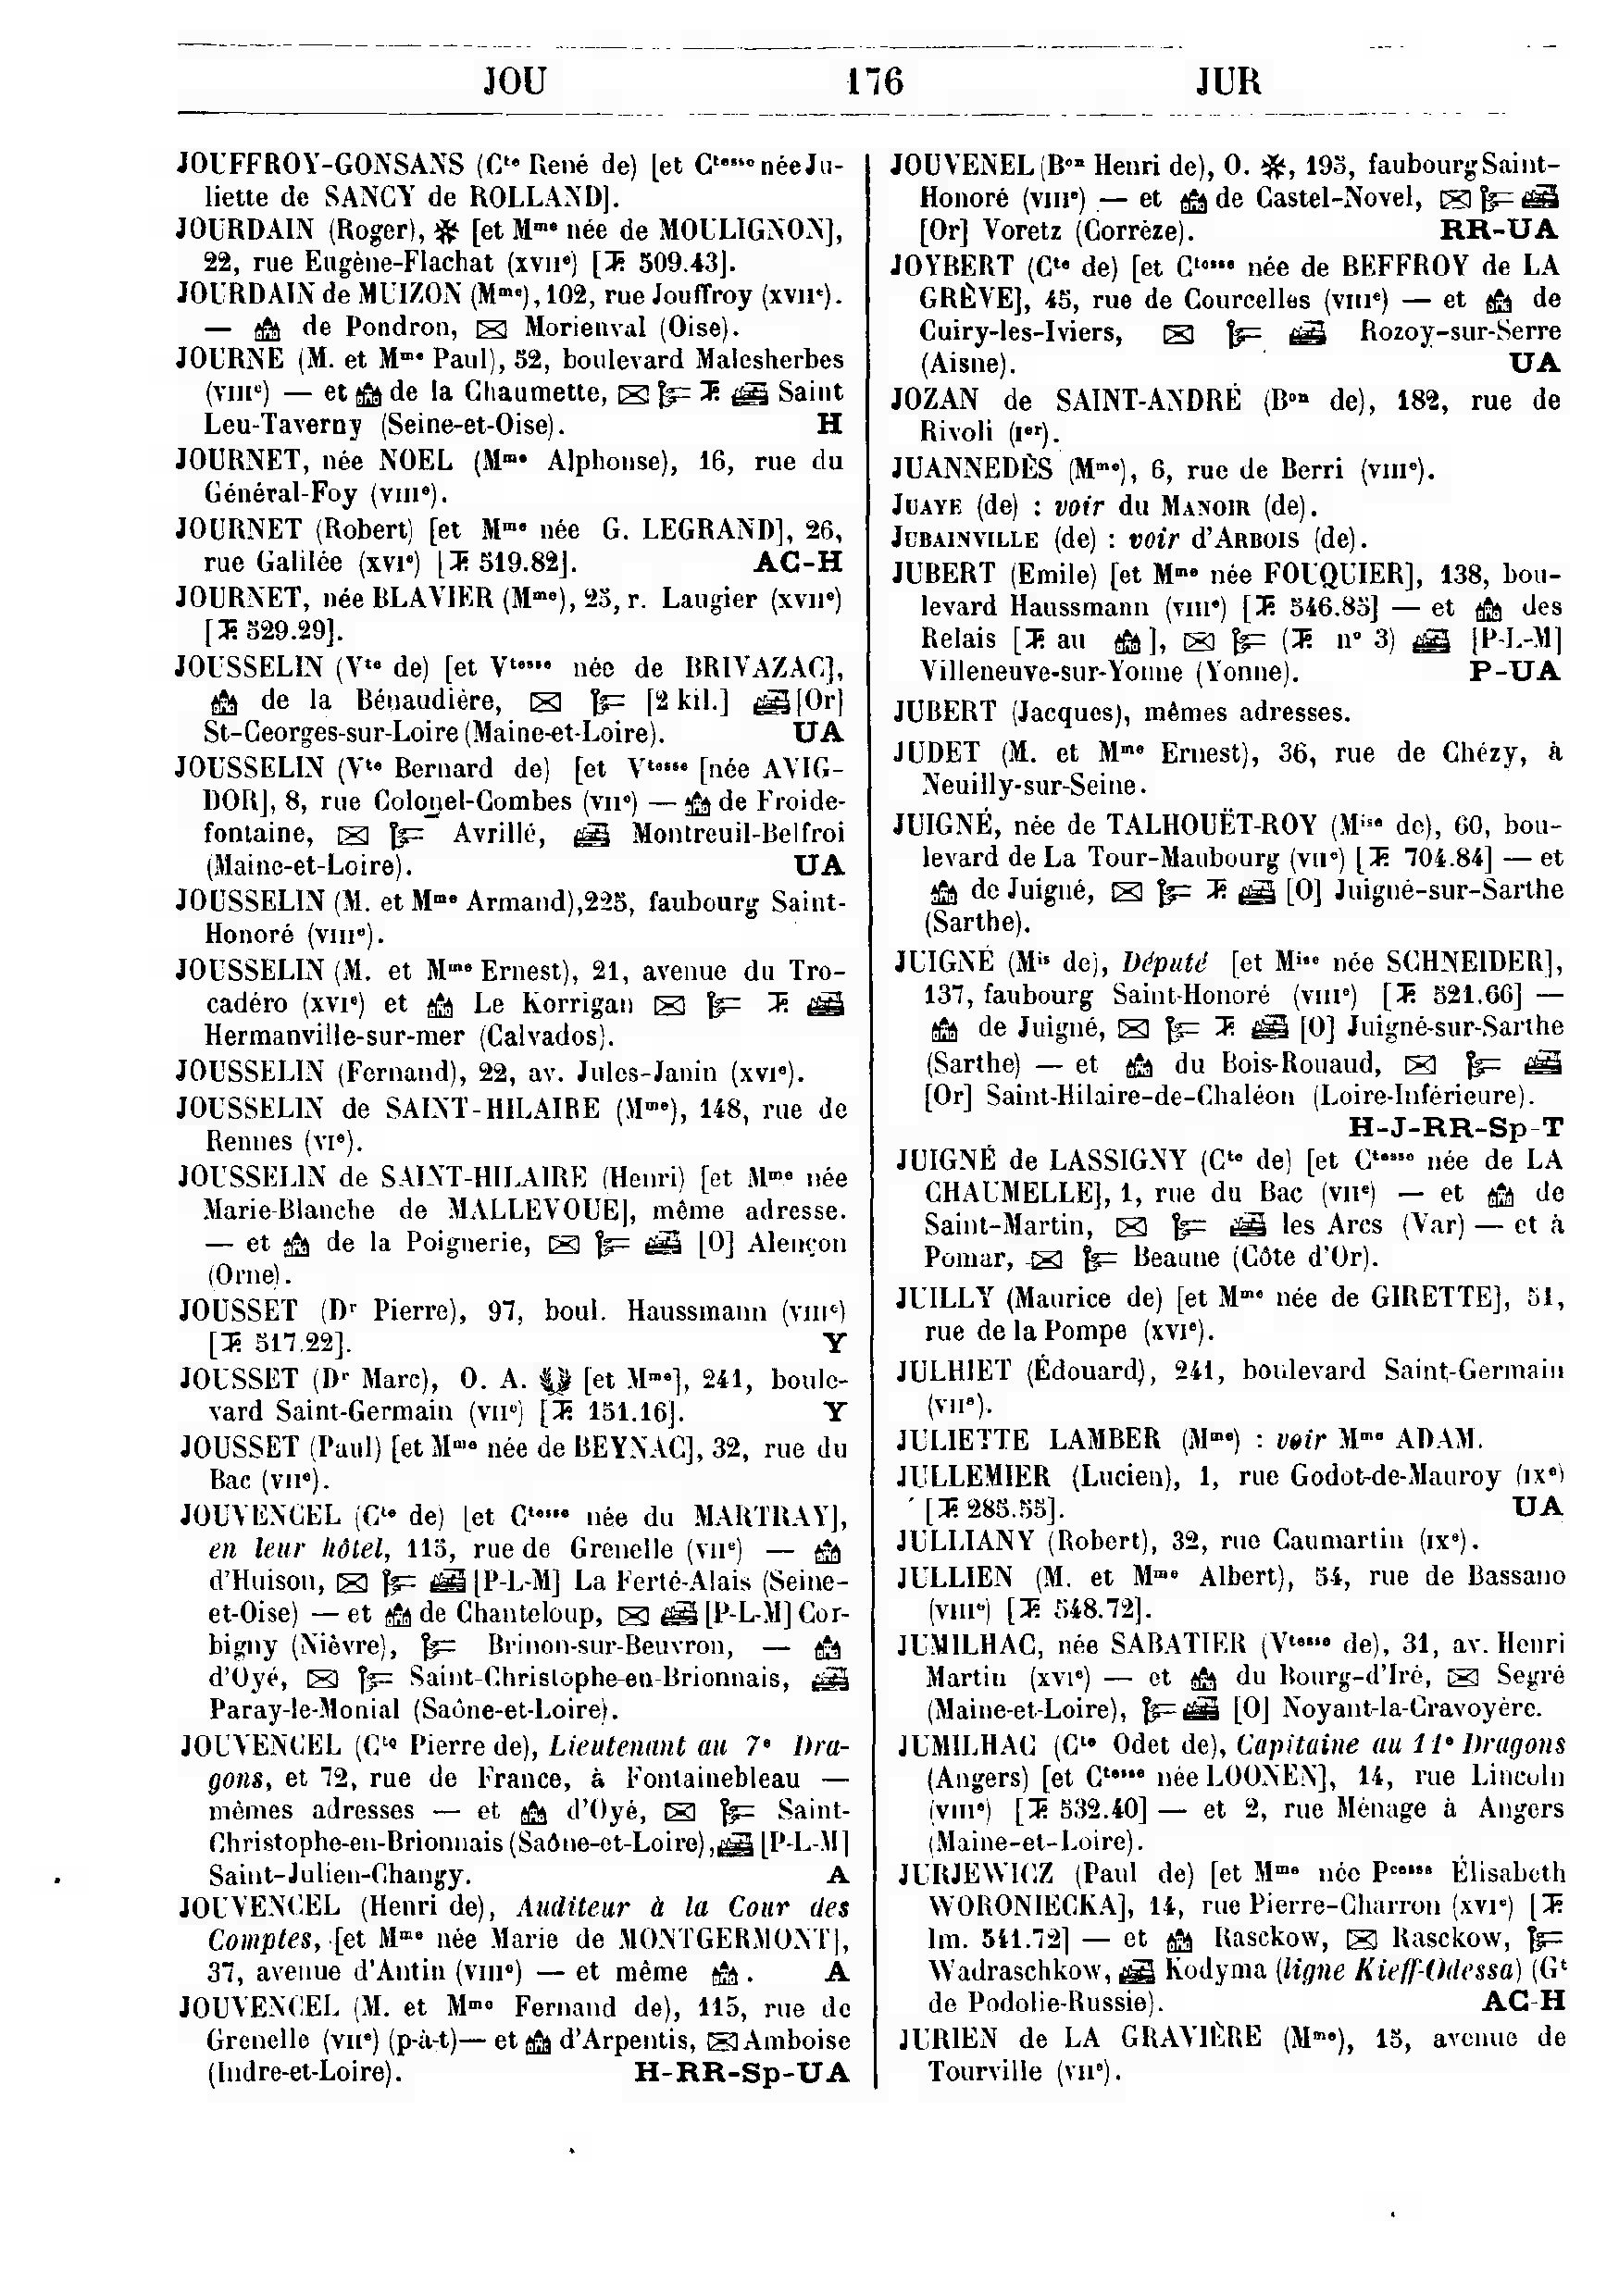 JOU 176 JUR
JOUFFROY-GONSANS (Cte René de) [et Ctesse née Ju-
liette de SANCY de ROLLAND].
JOURDAIN (Roger), ✻ [et Mme née de MOULIGNON],
22, rue Eugène-Flachat (XVIIe) [T. 509.43].
JOURDAIN de MUIZON (Mme), 102, rue Jouffroy (XVIIe).
— de Pondron, ✉ Morienval (Oise).
JOURNE (M. et Mme Paul), 52, boulevard Malesherbes
(VIIIe) — et de la Chaumette, ✉ T. Saint
Leu-Taverny (Seine-et-Oise). H
JOURNET, née NOEL (Mme Alphonse), 16, rue du
Général-Foy (VIIIe).
JOURNET (Robert) [et Mme née G. LEGRAND], 26,
rue Galilée (XVIe) [T. 519.82]. AC-H
JOURNET, née BLAVIER (Mme), 25, r. Laugier (XVIIe)
[T. 529.29].
JOUSSELIN (Vte de) [et Vtesse née de BRIVAZAC],
de la Bénaudière, ✉ [2 kil.] [Or]
St-Georges-sur-Loire (Maine-et-Loire). UA
JOUSSELIN (Vte Bernard de) [et Vtesse [née AVIG-
DOR], 8, rue Colonel-Combes (VIIe) — de Froide-
fontaine, ✉ Avrillé, Montreuil-Belfroi
(Maine-et-Loire). UA
JOUSSELIN (M. et Mme Armand), 225, faubourg Saint-
Honoré (VIIIe).
JOUSSELIN (M. et Mme Ernest), 21, avenue du Tro-
cadéro (XVIe) et Le Korrigan ✉ T.
Hermanville-sur-mer (Calvados).
JOUSSELIN (Fernand), 22, av. Jules-Janin (XVIe).
JOUSSELIN de SAINT-HILAIRE (Mme), 148, rue de
Rennes (VIe).
JOUSSELIN de SAINT-HILAIRE (Henri) [et Mme née
Marie-Blanche de MALLEVOUE], même adresse.
— et de la Poignerie, ✉ [O] Alençon
(Orne).
JOUSSET (Dr Pierre), 97, boul. Haussmann (VIIIe)
[T. 517.22]. Y
JOUSSET (Dr Marc), O. A. [et Mme], 241, boule-
vard Saint-Germain (VIIe) [T. 151.16]. Y
JOUSSET (Paul) [et Mme née de BEYNAC], 32, rue du
Bac (VIIe).
JOUVENCEL (Cte de) [et Ctesse née du MARTRAY],
en leur hôtel, 115, rue de Grenelle (VIIe) —
d'Huison, ✉ [P-L-M] La Ferté-Alais (Seine-
et-Oise) — et de Chanteloup, ✉ [P-L-M] Cor-
bigny (Nièvre), Brinon-sur-Beuvron, —
d'Oyé, ✉ Saint-Christophe-en-Brionnais,
Paray-le-Monial (Saône-et-Loire).
JOUVENCEL (Cte Pierre de), Lieutenant au 7e Dra-
gons, et 72, rue de France, à Fontainebleau —
mêmes adresses — et d'Oyé, ✉ Saint-
Christophe-en-Brionnais (Saône-et-Loire), [P-L-M]
Saint-Julien-Changy. A
JOUVENCEL (Henri de), Auditeur à la Cour des
Comptes, [et Mme née Marie de MONTGERMONT],
37, avenue d'Antin (VIIIe) — et même . A
JOUVENCEL (M. et Mme Fernand de), 115, rue de
Grenelle (VIIe) (p-à-t) — et d'Arpentis, ✉ Amboise
(Indre-et-Loire). H-RR-Sp-UA
JOUVENEL (Bon Henri de), O. ✻, 195, faubourg Saint-
Honoré (VIIIe) — et de Castel-Novel, ✉
[Or] Voretz (Corrèze). RR-UA
JOYBERT (Cte de) [et Ctesse née de BEFFROY de LA
GRÈVE], 45, rue de Courcelles (VIIIe) — et de
Cuiry-les-Iviers, ✉ Rozoy-sur-Serre
(Aisne). UA
JOZAN de SAINT-ANDRÉ (Bon de), 182, rue de
Rivoli (Ier).
JUANNEDÈS (Mme), 6, rue de Berri (VIIIe).
JUAYE (de) : voir du MANOIR (de).
JUBAINVILLE (de) : voir d'ARBOIS (de).
JUBERT (Emile) [et Mme née FOUQUIER], 138, bou-
levard Haussmann (VIIIe) [T. 546.85] — et des
Relais [T. au ], ✉ (T. n° 3) [P-L-M]
Villeneuve-sur-Yonne (Yonne). P-UA
JUBERT (Jacques), mêmes adresses.
JUDET (M. et Mme Ernest), 36, rue de Chézy, à
Neuilly-sur-Seine.
JUIGNÉ, née de TALHOUËT-ROY (Mise de), 60, bou-
levard de La Tour-Maubourg (VIIe) [T. 704.84] — et
de Juigné, ✉ T. [O] Juigné-sur-Sarthe
(Sarthe).
JUIGNÉ (Mis de), Député [et Mise née SCHNEIDER],
137, faubourg Saint-Honoré (VIIIe) [T. 521.66] —
de Juigné, ✉ T. [O] Juigné-sur-Sarthe
(Sarthe) — et du Bois-Rouaud, ✉
[Or] Saint-Hilaire-de-Chaléon (Loire-Inférieure).
H-J-RR-Sp-T
JUIGNÉ de LASSIGNY (Cte de) [et Ctesse née de LA
CHAUMELLE], 1, rue du Bac (VIIe) — et de
Saint-Martin, ✉ les Arcs (Var) — et à
Pomar, ✉ Beaune (Côte d'Or).
JUILLY (Maurice de) [et Mme née de GIRETTE], 51,
rue de la Pompe (XVIe).
JULHIET (Édouard), 241, boulevard Saint-Germain
(VIIe).
JULIETTE LAMBER (Mme) : voir Mme ADAM.
JULLEMIER (Lucien), 1, rue Godot-de-Mauroy (IXe)
[T. 285.55]. UA
JULLIANY (Robert), 32, rue Caumartin (IXe).
JULLIEN (M. et Mme Albert), 54, rue de Bassano
(VIIIe) [T. 548.72].
JUMILHAC, née SABATIER (Vtesse de), 31, av. Henri
Martin (XVIe) — et du Bourg-d'Iré, ✉ Segré
(Maine-et-Loire), [O] Noyant-la-Gravoyère.
JUMILHAC (Cte Odet de), Capitaine au 11e Dragons
(Angers) [et Ctesse née LOONEN], 14, rue Lincoln
(VIIIe) [T. 532.40] — et 2, rue Ménage à Angers
(Maine-et-Loire).
JURJEWICZ (Paul de) [et Mme née Pcesse Élisabeth
WORONIECKA], 14, rue Pierre-Charron (XVIe) [T.
Im. 541.72] — et Rasckow, ✉ Rasckow,
Wadraschkow, Kodyma (ligne Kieff-Odessa) (Gt
de Podolie-Russie). AC-H
JURIEN de LA GRAVIÈRE (Mme), 15, avenue de
Tourville (VIIe).